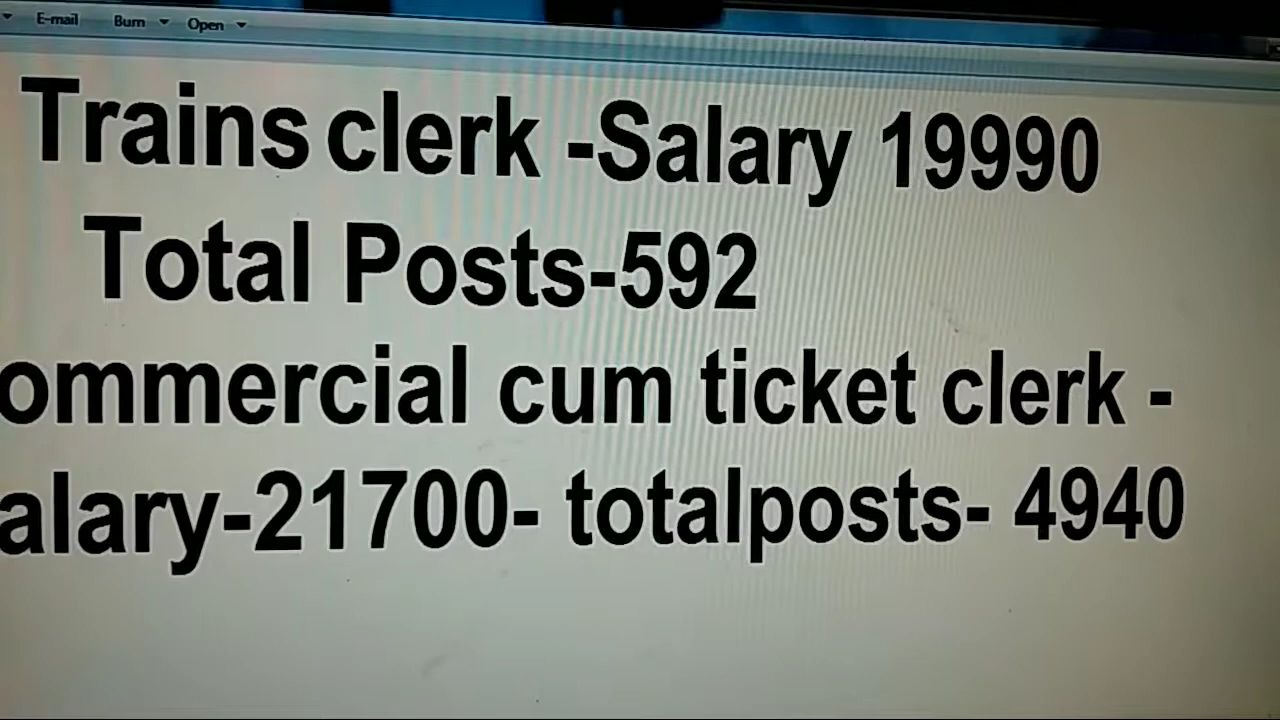 E-mail Burn Open
Trains clerk -Salary 19990
Total Posts-592
ommercial cum ticket clerk -
alary-21700- totalposts- 4940